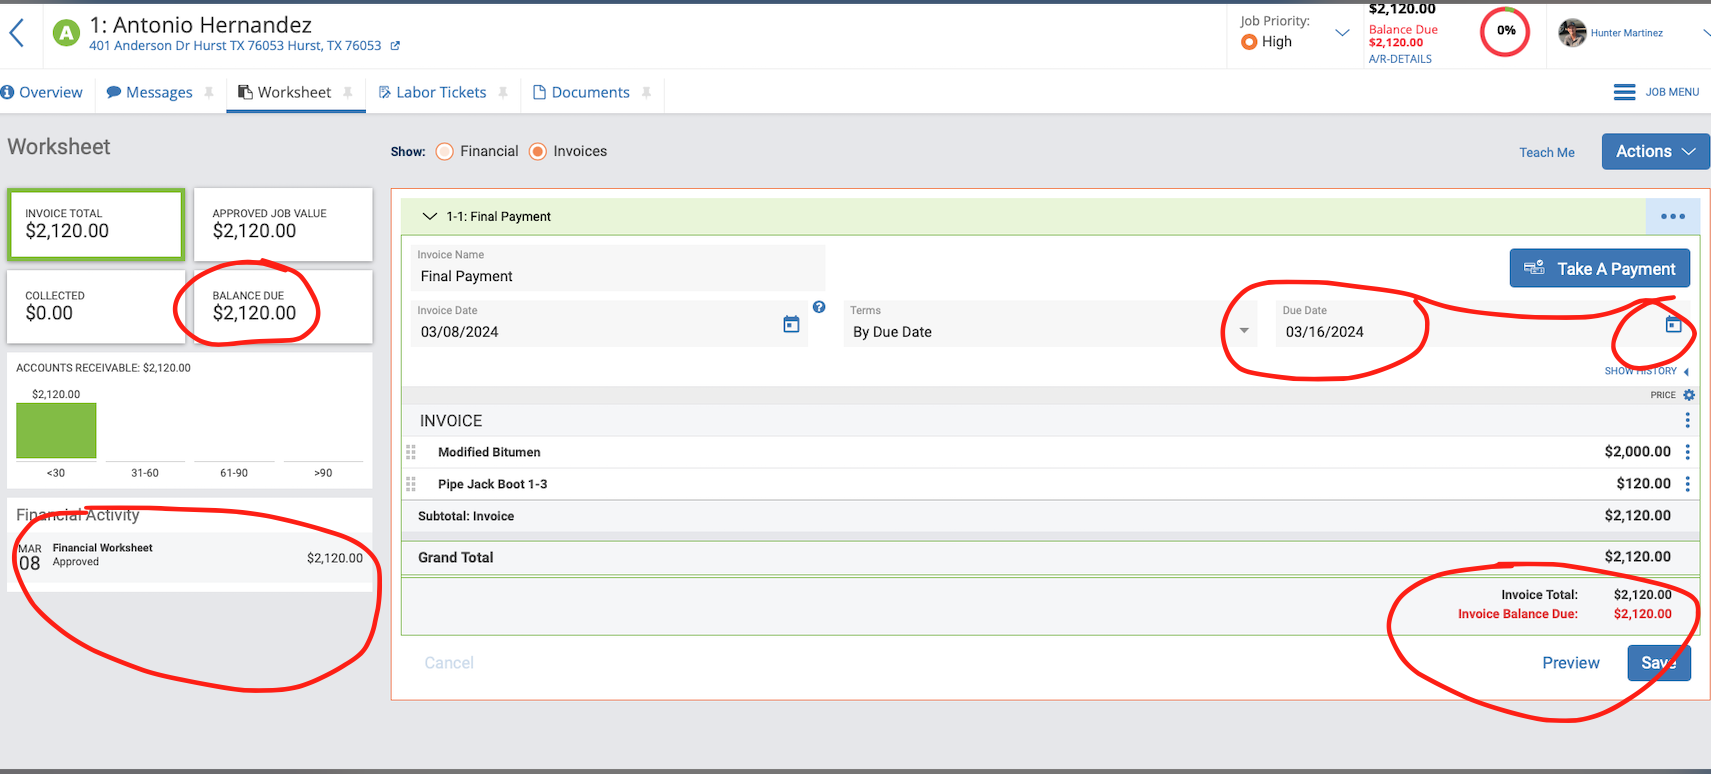 A
1: Antonio Hernandez
401 Anderson Dr Hurst TX 76053 Hurst, TX 76053
Job Priority:
High
$2,120.00
Balance Due
$2,120.00
A/R-DETAILS
0%
Hunter Martinez
Overview
Messages
Worksheet
Labor Tickets
Documents
JOB MENU
Worksheet
Show: Financial Invoices
Teach Me
Actions
INVOICE TOTAL
$2,120.00
APPROVED JOB VALUE
$2,120.00
COLLECTED
$0.00
BALANCE DUE
$2,120.00
ACCOUNTS RECEIVABLE: $2,120.00
$2,120.00
<30 31-60 61-90 >90
Financial Activity
MAR
08
Financial Worksheet
Approved
$2,120.00
1-1: Final Payment
Invoice Name
Final Payment
Take A Payment
Invoice Date
03/08/2024
Terms
By Due Date
Due Date
03/16/2024
SHOW HISTORY
PRICE
INVOICE
Modified Bitumen $2,000.00
Pipe Jack Boot 1-3 $120.00
Subtotal: Invoice $2,120.00
Grand Total $2,120.00
Invoice Total: $2,120.00
Invoice Balance Due: $2,120.00
Cancel
Preview
Save